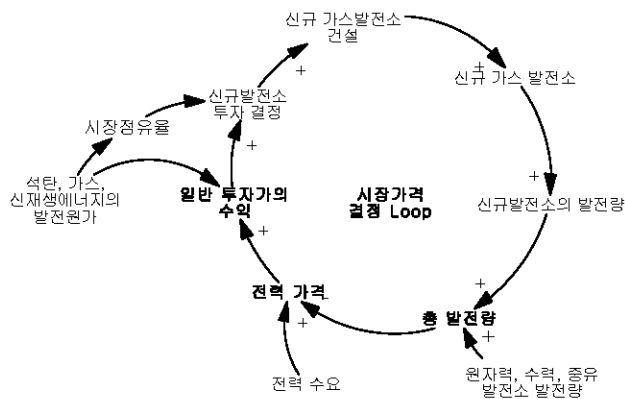 신규 가스발전소
건설
+
+
신규 가스 발전소
신규발전소
투자 결정
시장점유율
+
+
석탄, 가스,
신재생에너지의
발전원가
일반 투자가의
수익
시장가격
결정 Loop
신규발전소의 발전량
+
+
전력 가격
-
+
총 발전량
+
전력 수요
원자력, 수력, 중유
발전소 발전량